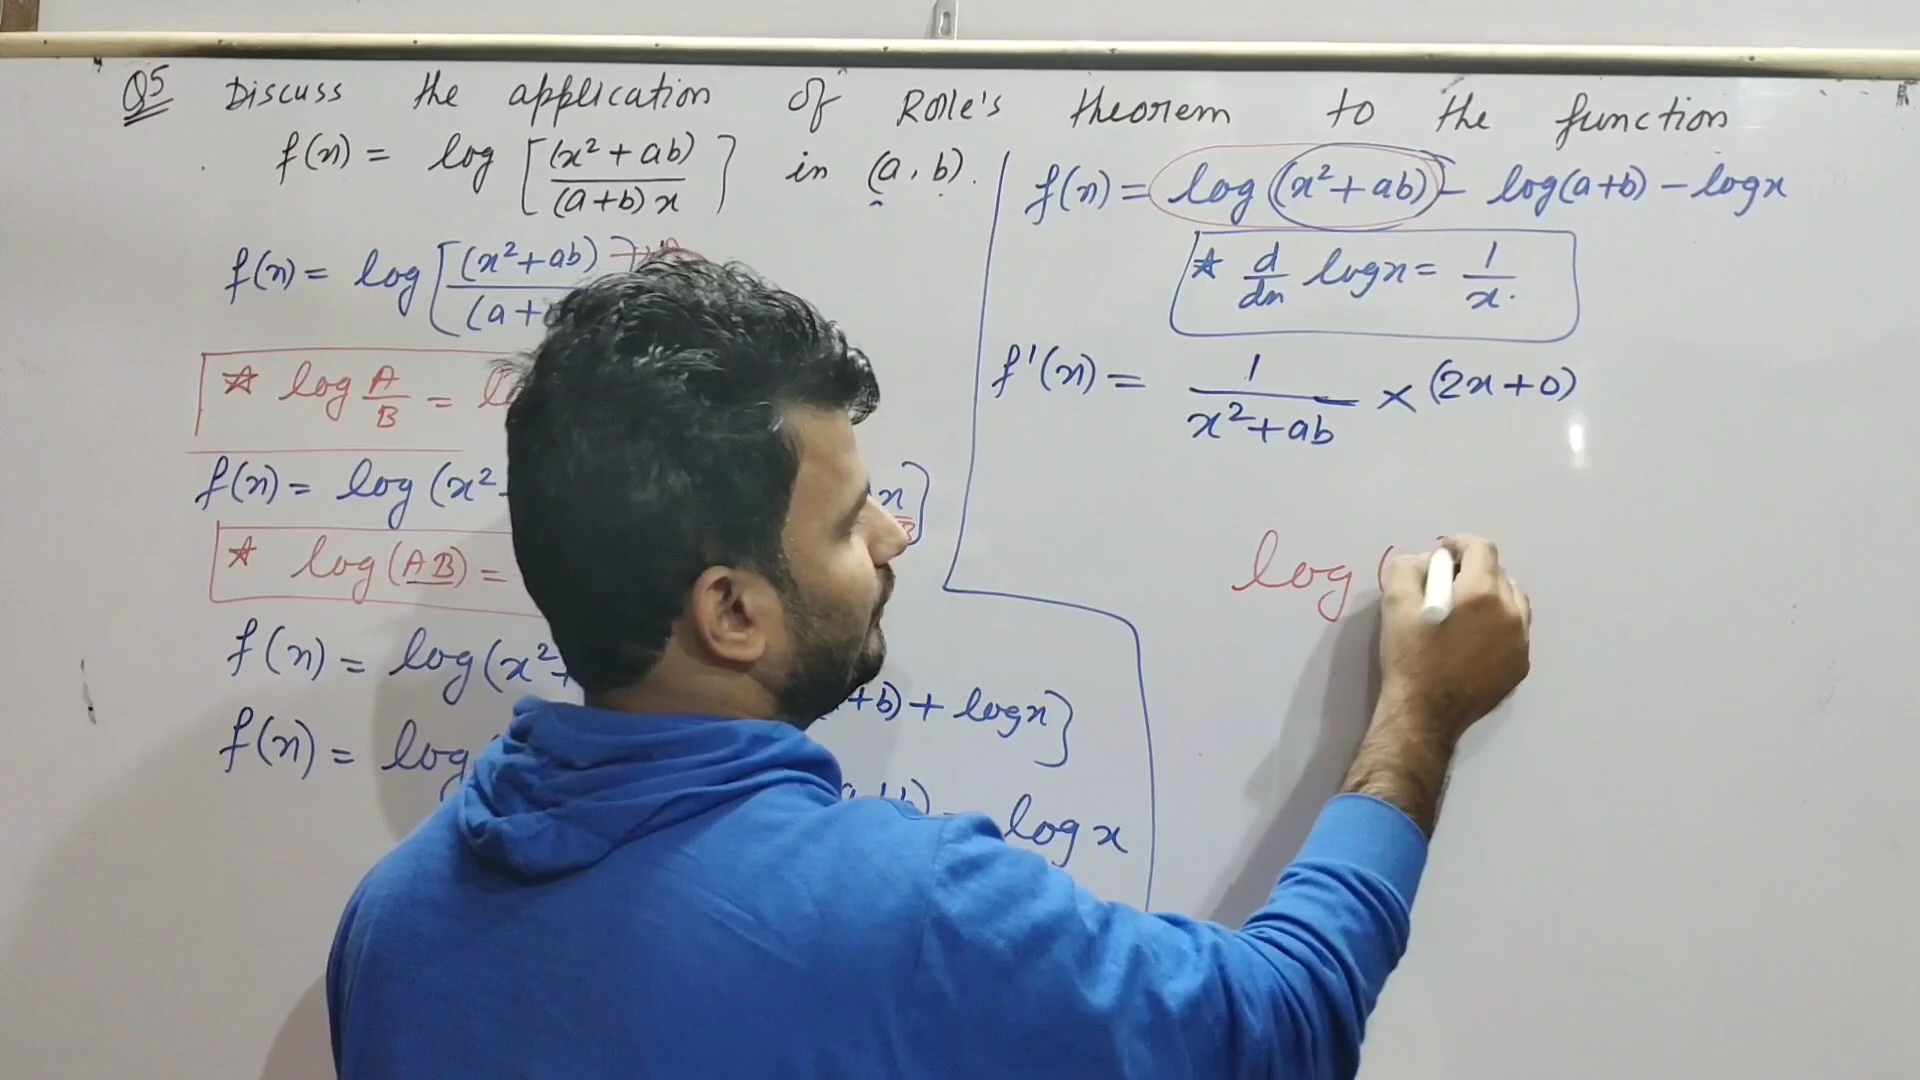 Q5 Discuss the application of Rolle's theorem to the function
f(x) = log [(x² + ab) / (a+b) x] in (a, b).
f(x) = log [(x² + ab) / (a+
☆ log A/B =
f(x) = log (x²
x
B
☆ log (AB) =
f(x) = log (x²+
+b) + log x}
f(x) = log
log x
f(x) = log (x² + ab) - log(a+b) - log x
☆ d/dx log x = 1/x.
f'(x) = 1/(x² + ab) × (2x+0)
log (